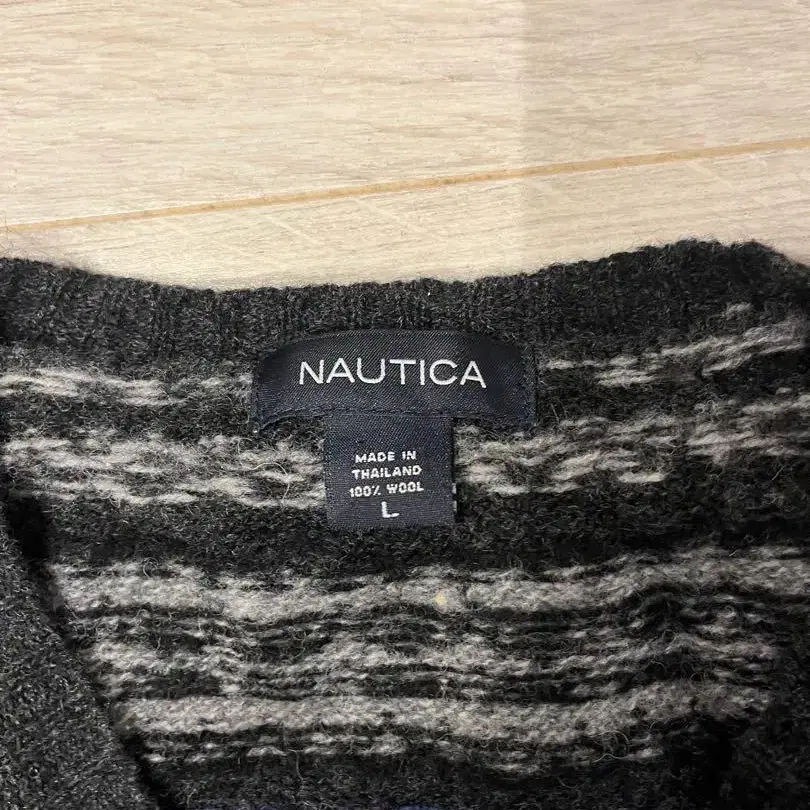 NAUTICA
MADE IN
THAILAND
100% WOOL
L